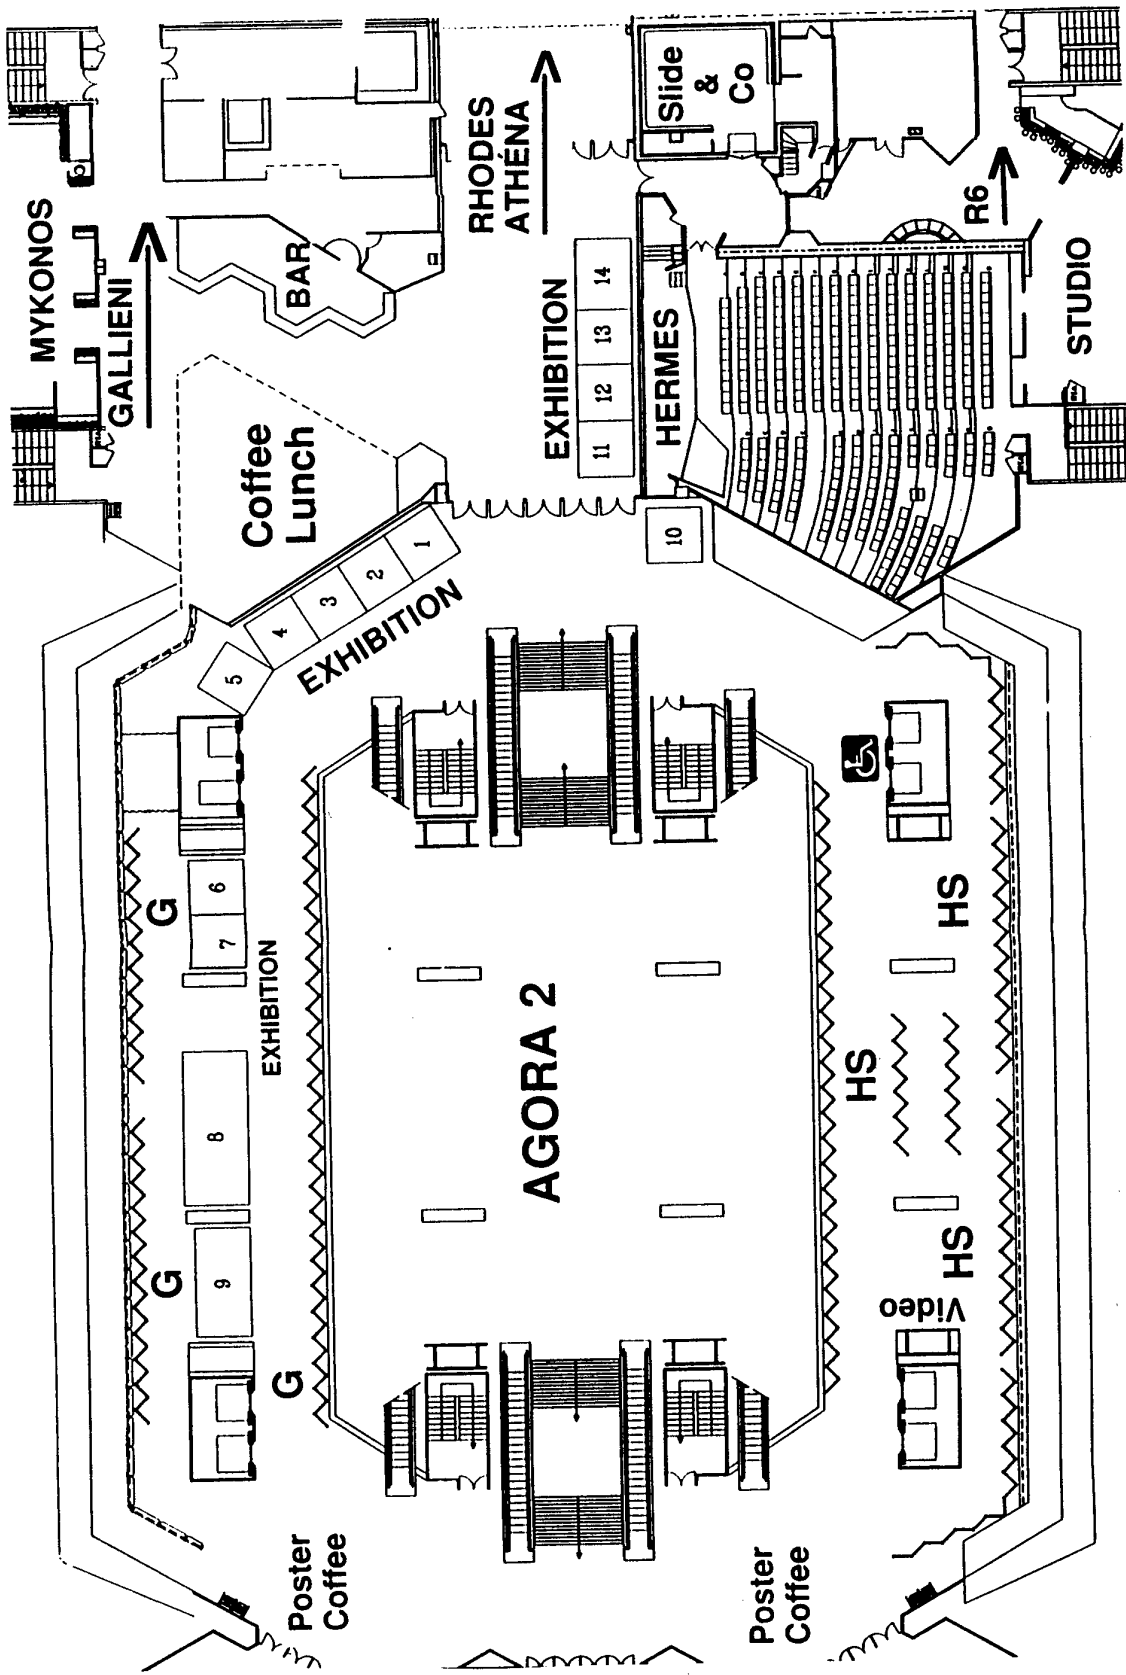 MYKONOS
GALLIENI
BAR
RHODES
ATHÉNA
Slide
&
Co
R6
STUDIO
HERMES
EXHIBITION
14
13
12
11
10
Coffee
Lunch
1
2
3
4
5
EXHIBITION
G
6
7
EXHIBITION
8
G
9
G
AGORA 2
HS
HS
HS
Video
Poster
Coffee
Poster
Coffee